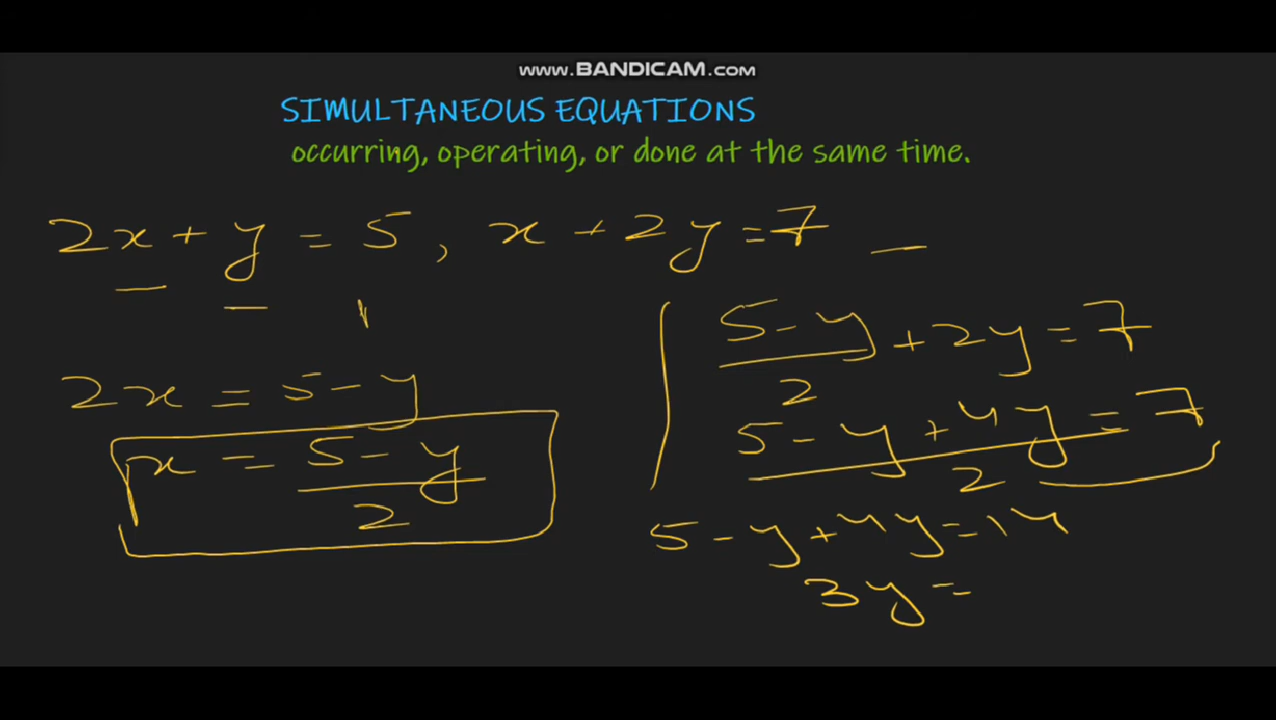 www.BANDICAM.com
SIMULTANEOUS EQUATIONS
occurring, operating, or done at the same time.
2x + y = 5, x + 2y = 7
2x = 5 - y
x = (5 - y)/2
(5 - y)/2 + 2y = 7
(5 - y + 4y)/2 = 7
5 - y + 4y = 14
3y =